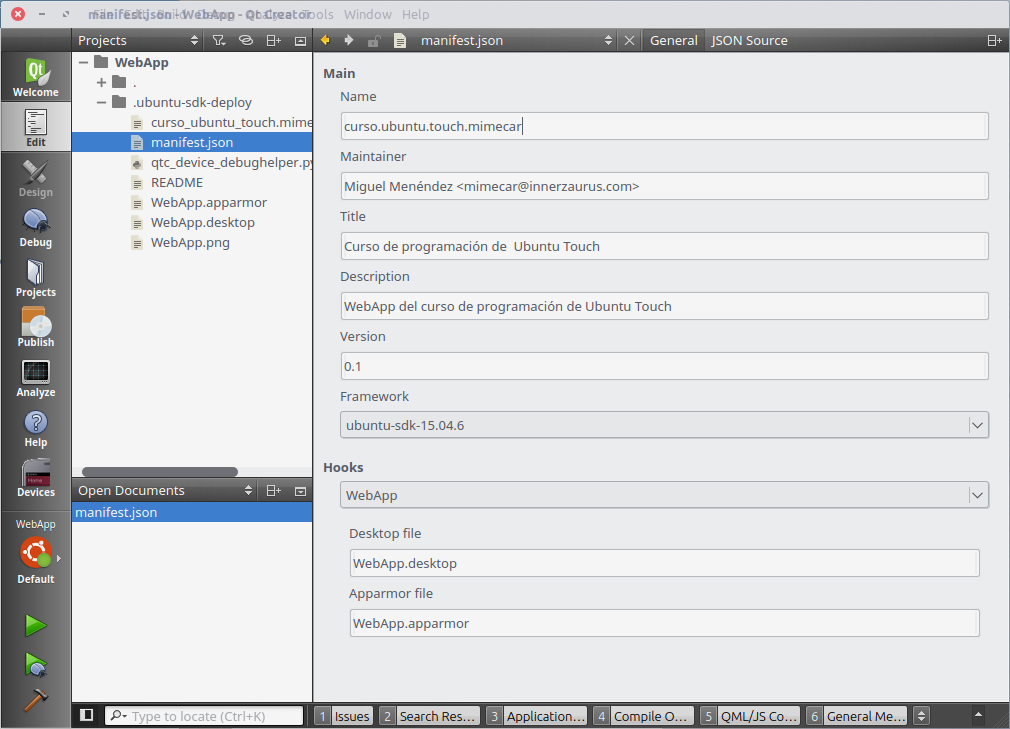 manifest.json - WebApp - Qt Creator
Tools Window Help
Projects
manifest.json
General
JSON Source
Welcome
Edit
Design
Debug
Projects
Publish
Analyze
Help
Devices
WebApp
Default
WebApp
.
.ubuntu-sdk-deploy
curso_ubuntu_touch.mime
manifest.json
qtc_device_debughelper.py
README
WebApp.apparmor
WebApp.desktop
WebApp.png
Open Documents
manifest.json
Main
Name
curso.ubuntu.touch.mimecar
Maintainer
Miguel Menéndez <mimecar@innerzaurus.com>
Title
Curso de programación de  Ubuntu Touch
Description
WebApp del curso de programación de Ubuntu Touch
Version
0.1
Framework
ubuntu-sdk-15.04.6
Hooks
WebApp
Desktop file
WebApp.desktop
Apparmor file
WebApp.apparmor
Type to locate (Ctrl+K)
1 Issues
2 Search Res...
3 Application...
4 Compile O...
5 QML/JS Co...
6 General Me...